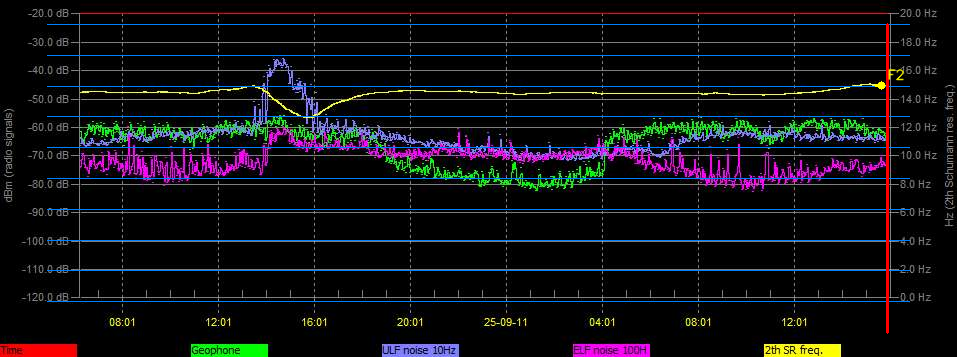 -20.0 dB 20.0 Hz
-30.0 dB 18.0 Hz
-40.0 dB 16.0 Hz
F2
-50.0 dB 14.0 Hz
-60.0 dB 12.0 Hz
-70.0 dB 10.0 Hz
-80.0 dB 8.0 Hz
-90.0 dB 6.0 Hz
-100.0 dB 4.0 Hz
-110.0 dB 2.0 Hz
-120.0 dB 0.0 Hz
dBm (radio signals)
Hz (2th Schumann res. freq.)
08:01 12:01 16:01 20:01 25-09-11 04:01 08:01 12:01
Time Geophone ULF noise 10Hz ELF noise 100H 2th SR freq.